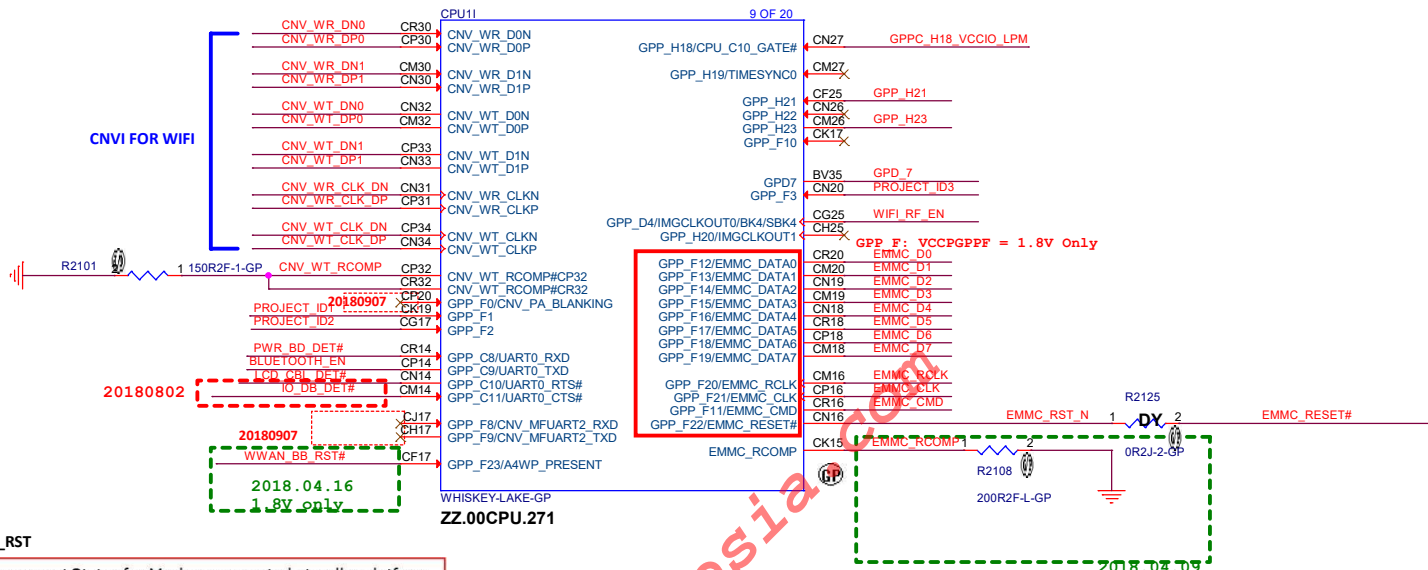 CPU1I
9 OF 20
CNV_WR_DN0 CR30 CNV_WR_D0N
CNV_WR_DP0 CP30 CNV_WR_D0P
CNV_WR_DN1 CM30 CNV_WR_D1N
CNV_WR_DP1 CN30 CNV_WR_D1P
CNV_WT_DN0 CN32 CNV_WT_D0N
CNV_WT_DP0 CM32 CNV_WT_D0P
CNVI FOR WIFI
CNV_WT_DN1 CP33 CNV_WT_D1N
CNV_WT_DP1 CN33 CNV_WT_D1P
CNV_WR_CLK_DN CN31 CNV_WR_CLKN
CNV_WR_CLK_DP CP31 CNV_WR_CLKP
CNV_WT_CLK_DN CP34 CNV_WT_CLKN
CNV_WT_CLK_DP CN34 CNV_WT_CLKP
R2101 2 1 150R2F-1-GP CNV_WT_RCOMP CP32 CNV_WT_RCOMP#CP32
CR32 CNV_WT_RCOMP#CR32
20180907 CP20 GPP_F0/CNV_PA_BLANKING
PROJECT_ID1 CK19 GPP_F1
PROJECT_ID2 CG17 GPP_F2
PWR_BD_DET# CR14 GPP_C8/UART0_RXD
BLUETOOTH_EN CP14 GPP_C9/UART0_TXD
LCD_CBL_DET# CN14 GPP_C10/UART0_RTS#
20180802 IO_DB_DET# CM14 GPP_C11/UART0_CTS#
CJ17 GPP_F8/CNV_MFUART2_RXD
20180907 CH17 GPP_F9/CNV_MFUART2_TXD
WWAN_BB_RST# CF17 GPP_F23/A4WP_PRESENT
2018.04.16
1.8V only
GPP_H18/CPU_C10_GATE# CN27 GPPC_H18_VCCIO_LPM
GPP_H19/TIMESYNC0 CM27
GPP_H21 CF25 GPP_H21
GPP_H22 CN26
GPP_H23 CM26 GPP_H23
GPP_F10 CK17
GPD7 BV35 GPD_7
GPP_F3 CN20 PROJECT_ID3
GPP_D4/IMGCLKOUT0/BK4/SBK4 CG25 WIFI_RF_EN
GPP_H20/IMGCLKOUT1 CH25
GPP_F: VCCPGPPF = 1.8V Only
GPP_F12/EMMC_DATA0 CR20 EMMC_D0
GPP_F13/EMMC_DATA1 CM20 EMMC_D1
GPP_F14/EMMC_DATA2 CN19 EMMC_D2
GPP_F15/EMMC_DATA3 CM19 EMMC_D3
GPP_F16/EMMC_DATA4 CN18 EMMC_D4
GPP_F17/EMMC_DATA5 CR18 EMMC_D5
GPP_F18/EMMC_DATA6 CP18 EMMC_D6
GPP_F19/EMMC_DATA7 CM18 EMMC_D7
GPP_F20/EMMC_RCLK CM16 EMMC_RCLK
GPP_F21/EMMC_CLK CP16 EMMC_CLK
GPP_F11/EMMC_CMD CR16 EMMC_CMD
GPP_F22/EMMC_RESET# CN16 EMMC_RST_N 1 R2125 DY 2 EMMC_RESET#
0R2J-2-GP
EMMC_RCOMP CK15 EMMC_RCOMP 1 2
R2108
200R2F-L-GP
GP
WHISKEY-LAKE-GP
ZZ.00CPU.271
2018.04.09
_RST